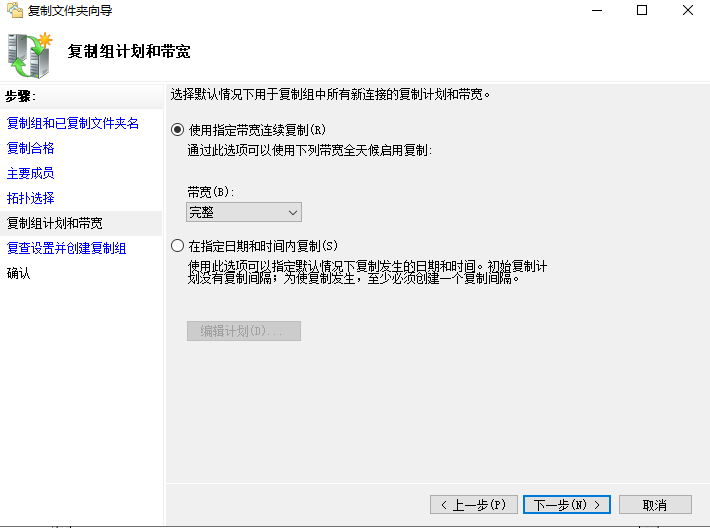 复制文件夹向导
复制组计划和带宽
步骤:
复制组和已复制文件夹名
复制合格
主要成员
拓扑选择
复制组计划和带宽
复查设置并创建复制组
确认
选择默认情况下用于复制组中所有新连接的复制计划和带宽。
使用指定带宽连续复制(R)
通过此选项可以使用下列带宽全天候启用复制:
带宽(B):
完整
在指定日期和时间内复制(S)
使用此选项可以指定默认情况下复制发生的日期和时间。初始复制计
划没有复制间隔；为使复制发生，至少必须创建一个复制间隔。
编辑计划(D)...
< 上一步(P)
下一步(N) >
取消